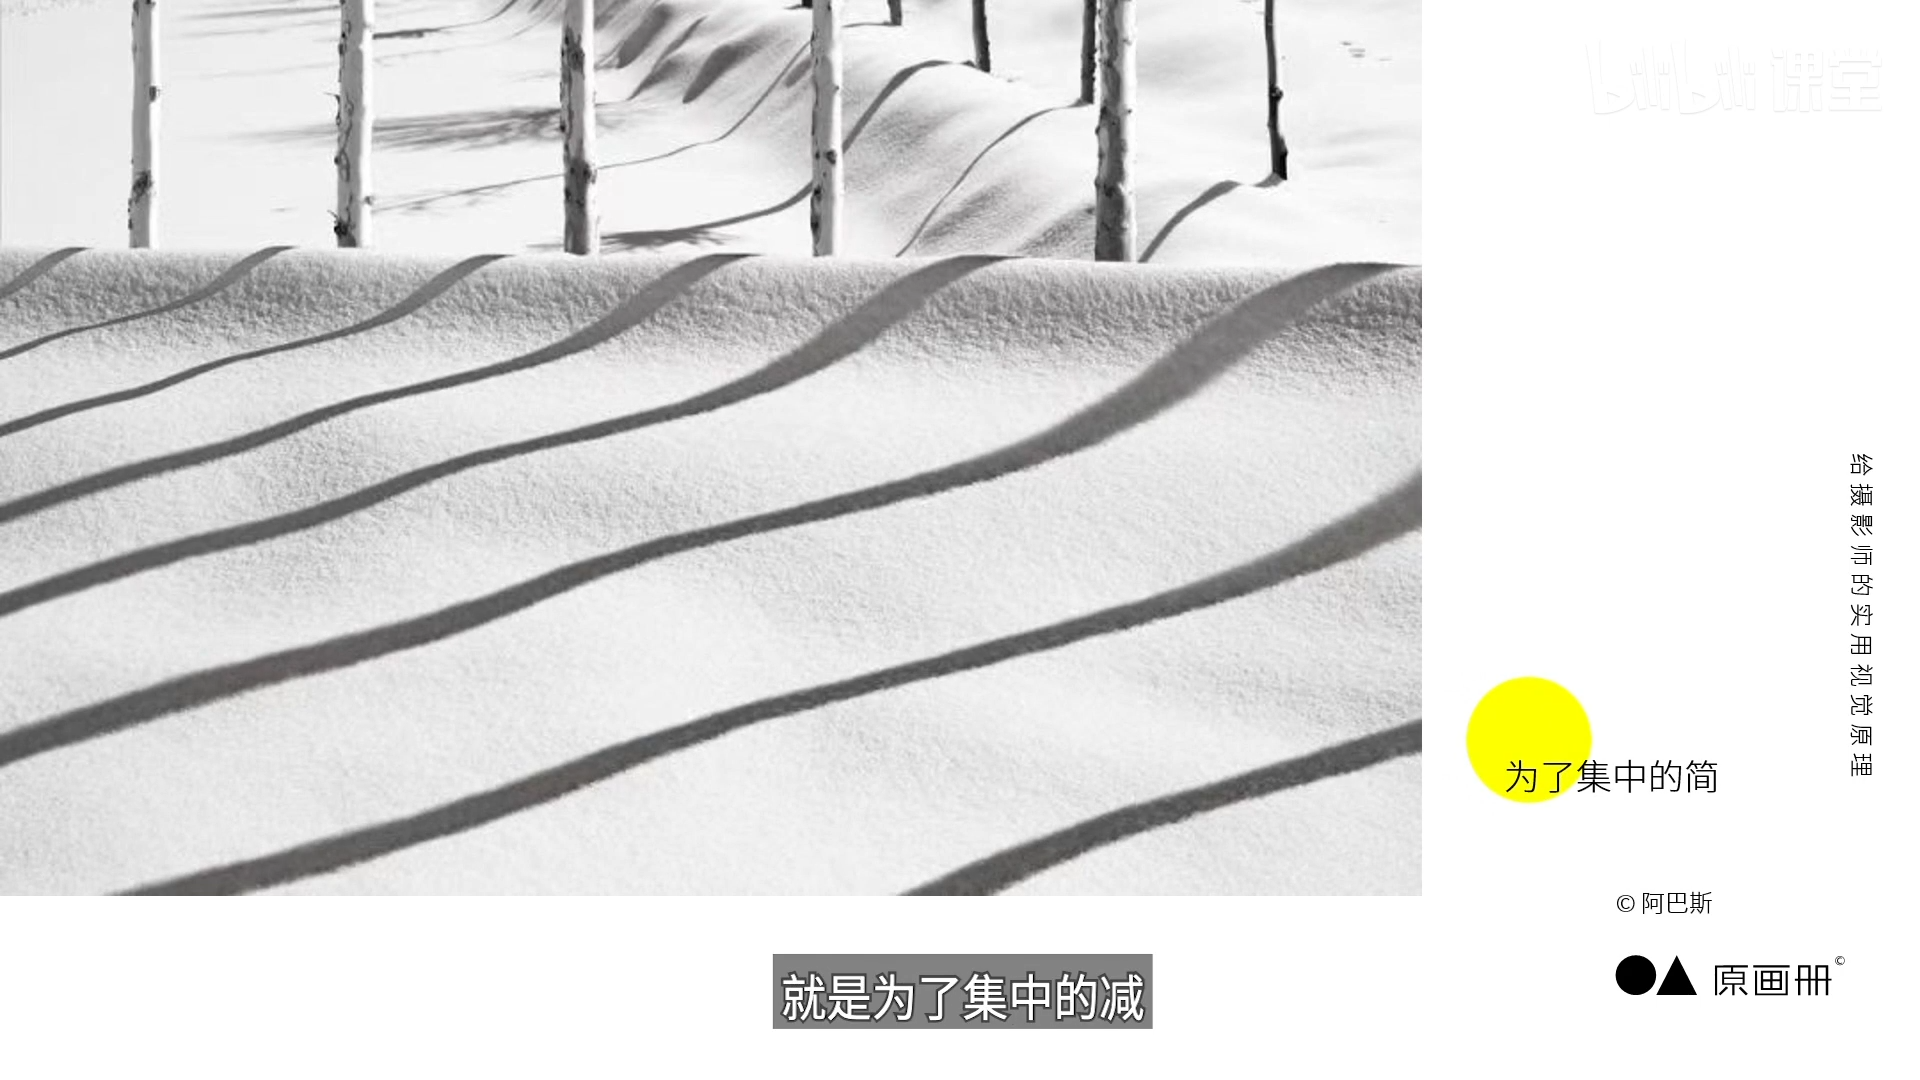 bilibili 课堂
给摄影师的实用视觉原理
为了集中的简
© 阿巴斯
原画册©
就是为了集中的减